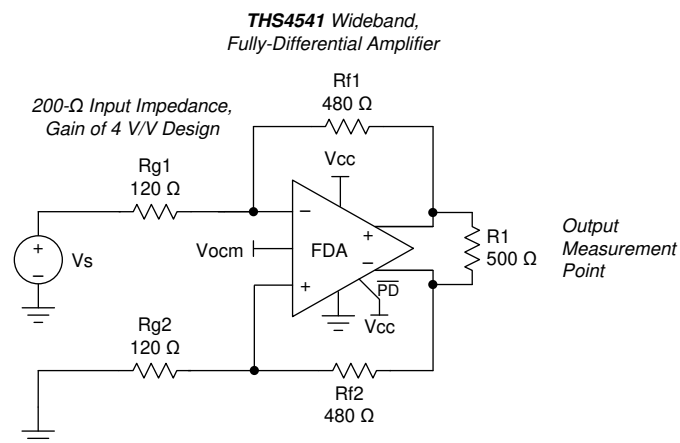 THS4541 Wideband,
Fully-Differential Amplifier
200-Ω Input Impedance,
Gain of 4 V/V Design
Rf1
480 Ω
Rg1
120 Ω
Vcc
−
+
Vocm
FDA
+
−
+
−
Vs
R1
500 Ω
Output
Measurement
Point
PD
Vcc
Rg2
120 Ω
Rf2
480 Ω